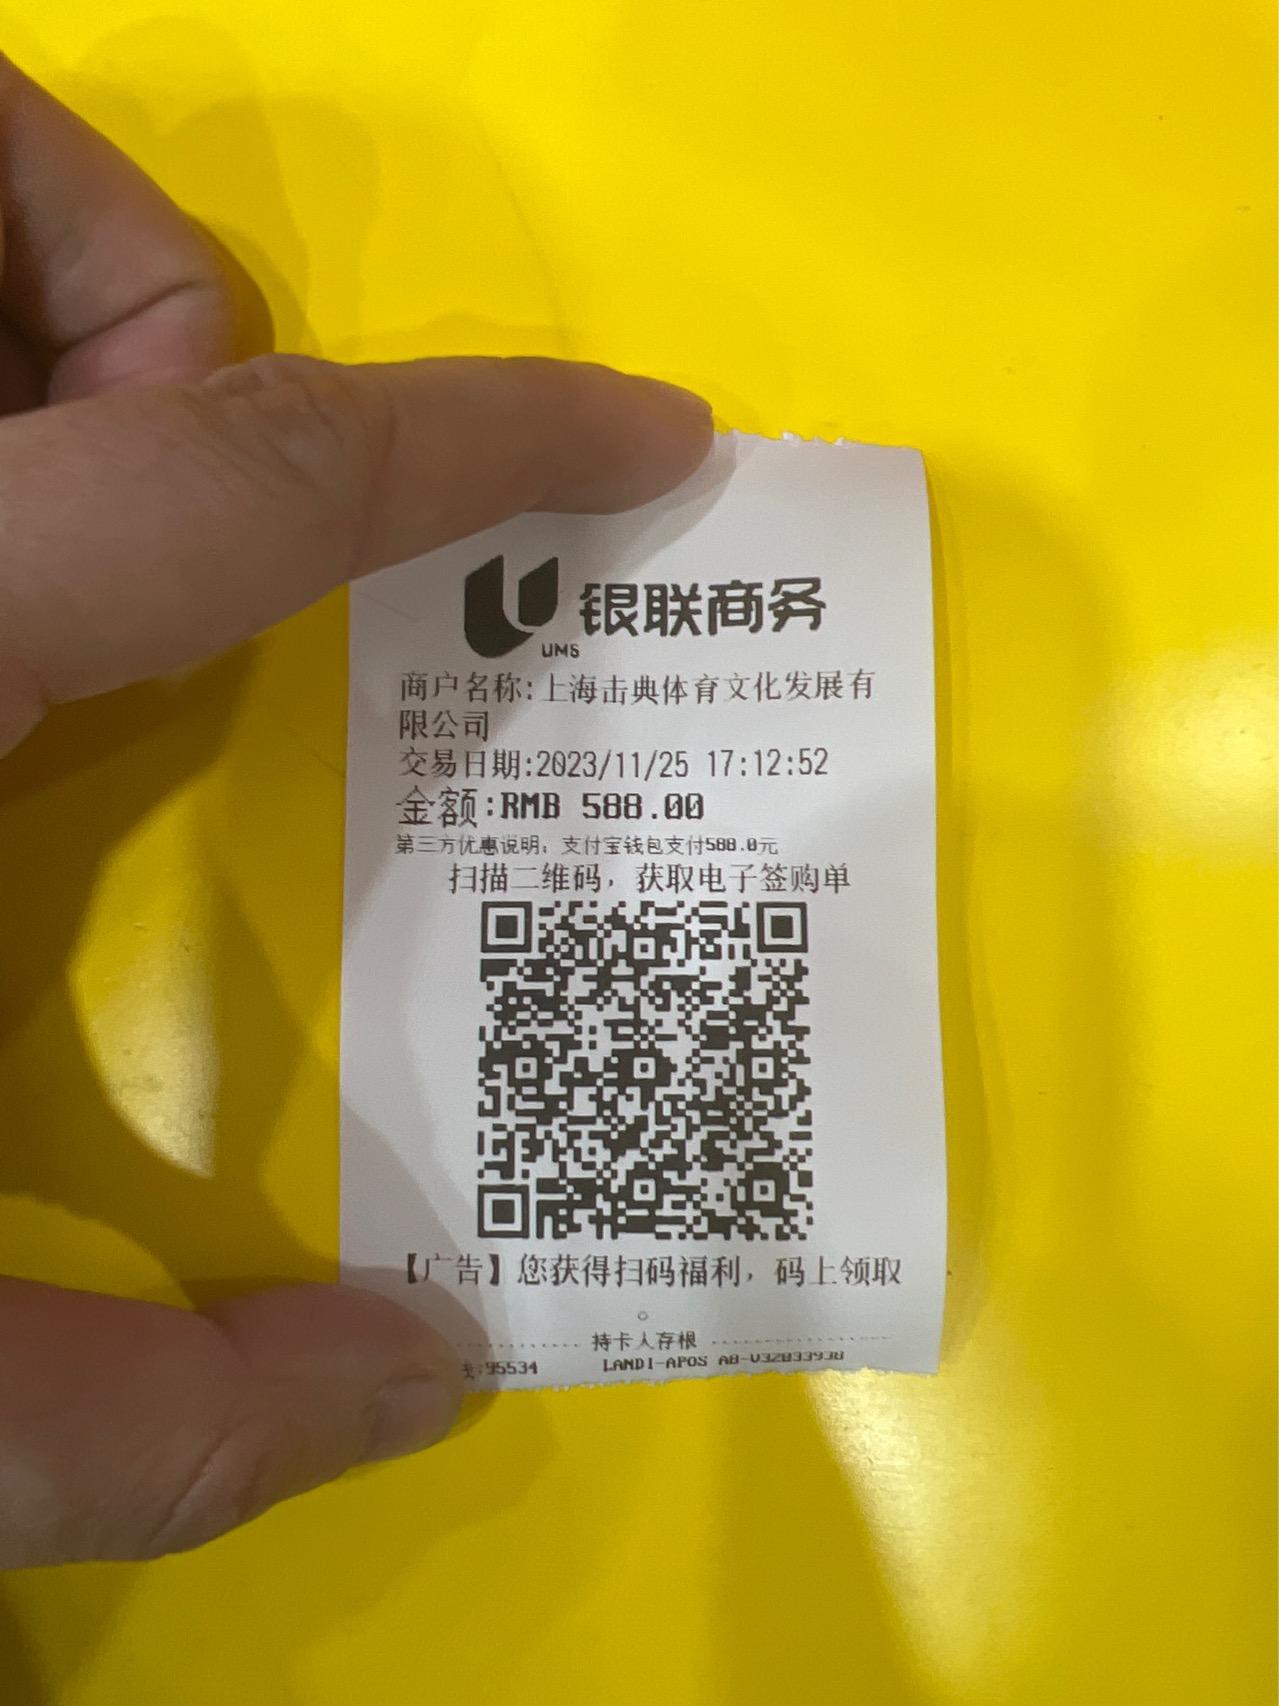 银联商务
UMS
商户名称:上海击典体育文化发展有
限公司
交易日期:2023/11/25 17:12:52
金额:RMB 588.00
第三方优惠说明：支付宝钱包支付588.0元
扫描二维码，获取电子签购单
【广告】您获得扫码福利，码上领取
。
持卡人存根
:95534 LANDI-APOS A8-V32833938